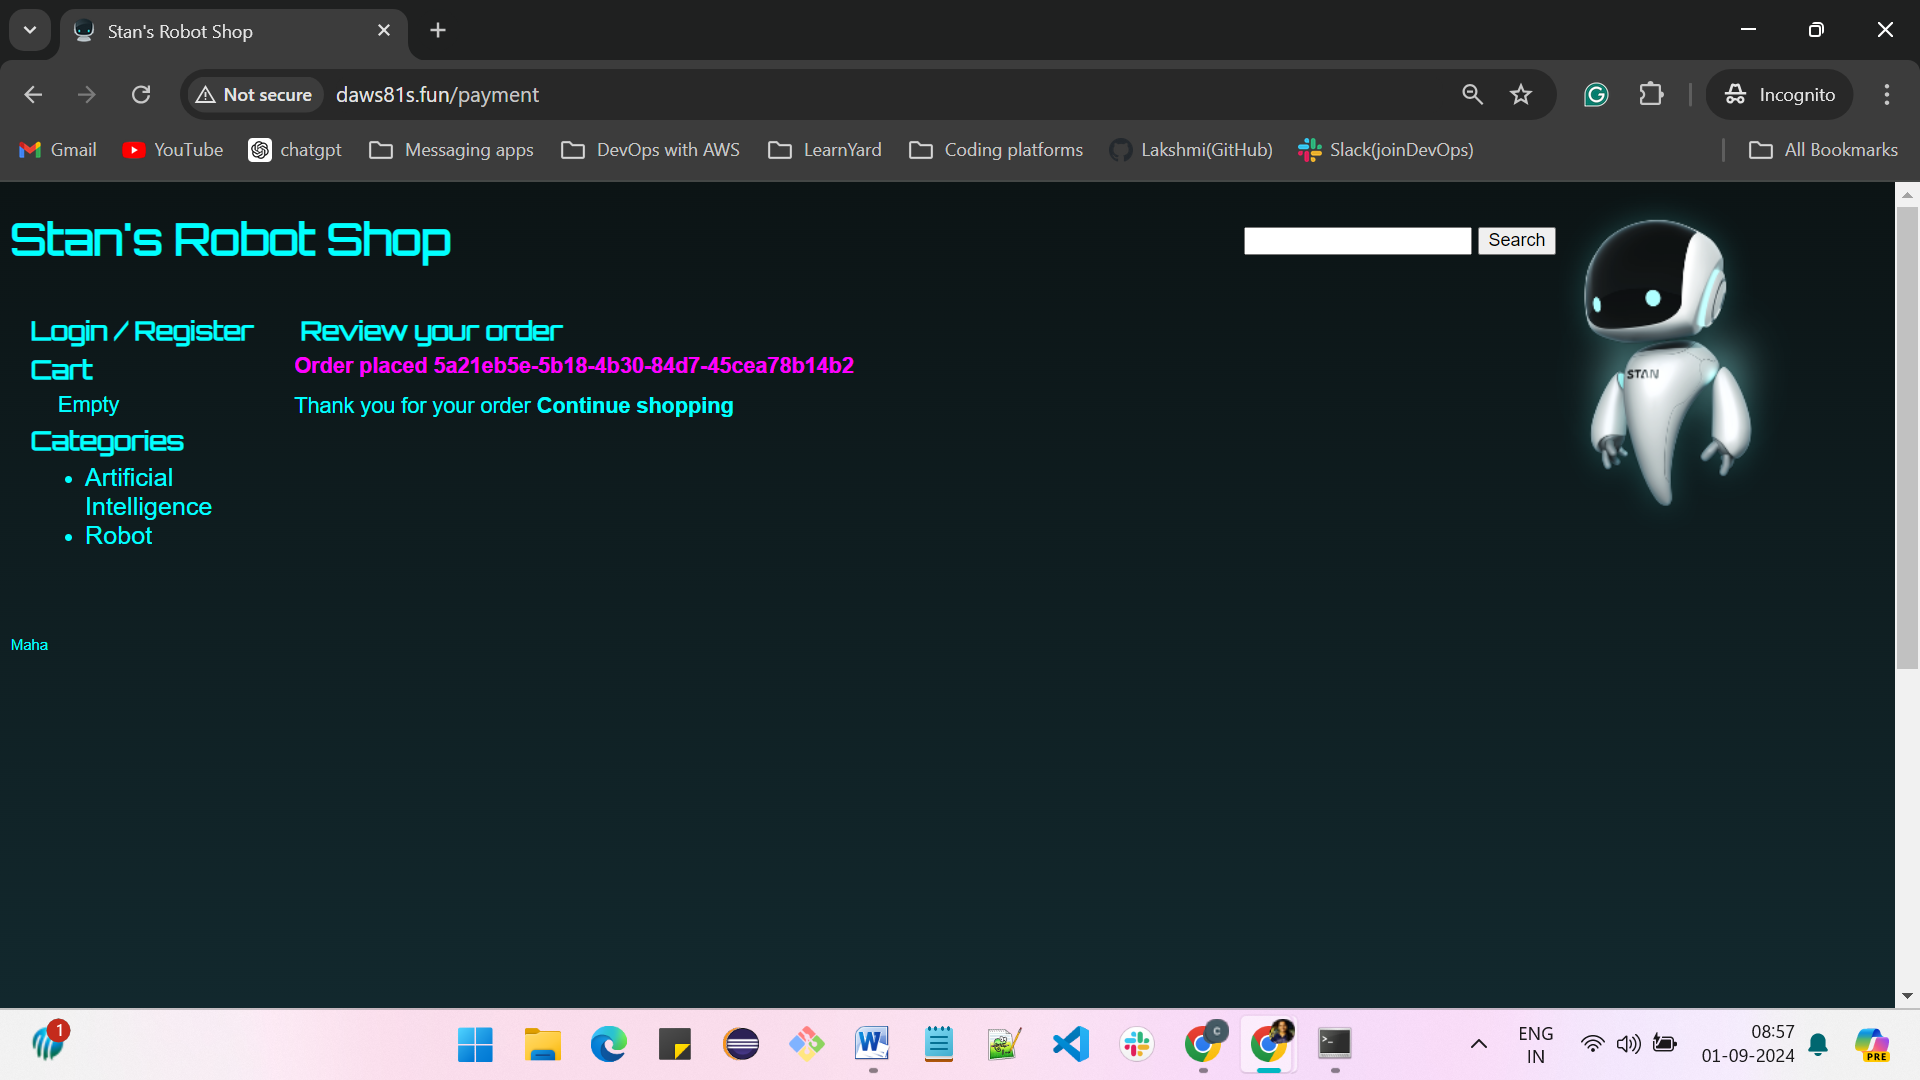 Stan's Robot Shop
Not secure
daws81s.fun/payment
Incognito
Gmail
YouTube
chatgpt
Messaging apps
DevOps with AWS
LearnYard
Coding platforms
Lakshmi(GitHub)
Slack(joinDevOps)
All Bookmarks
Stan's Robot Shop
Search
STAN
Login / Register
Cart
Empty
Categories
Artificial
Intelligence
Robot
Review your order
Order placed 5a21eb5e-5b18-4b30-84d7-45cea78b14b2
Thank you for your order Continue shopping
Maha
1
C
ENG
IN
08:57
01-09-2024
PRE